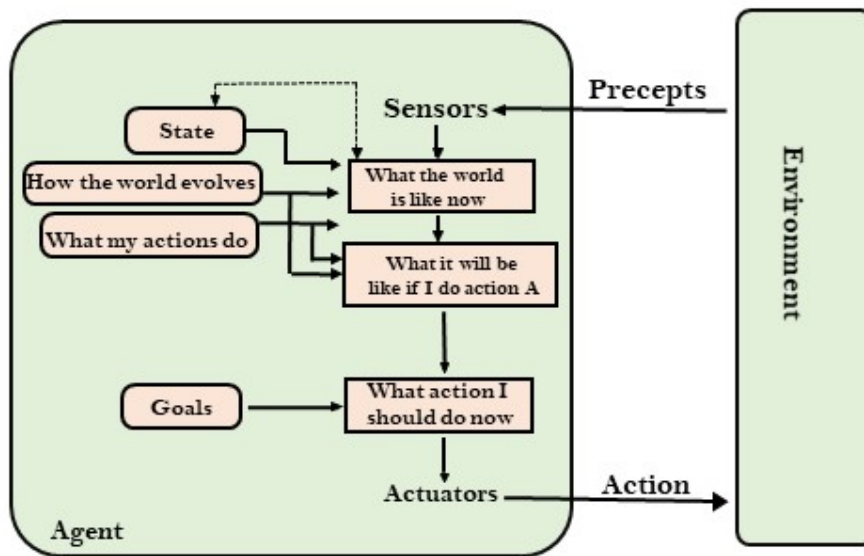 Precepts
Sensors
State
What the world
is like now
How the world evolves
What my actions do
What it will be
like if I do action A
Goals
What action I
should do now
Actuators
Action
Agent
Environment